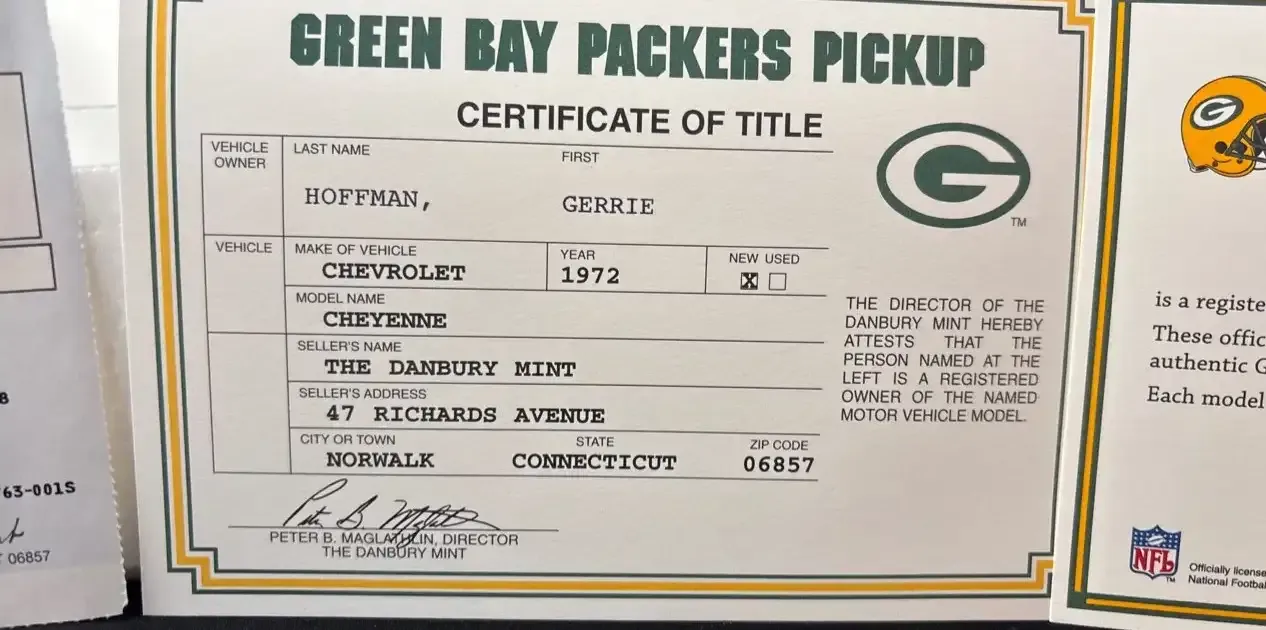 GREEN BAY PACKERS PICKUP
CERTIFICATE OF TITLE
VEHICLE OWNER
LAST NAME FIRST
HOFFMAN, GERRIE
VEHICLE
MAKE OF VEHICLE YEAR NEW USED
CHEVROLET 1972 X
MODEL NAME
CHEYENNE
SELLER'S NAME
THE DANBURY MINT
SELLER'S ADDRESS
47 RICHARDS AVENUE
CITY OR TOWN STATE ZIP CODE
NORWALK CONNECTICUT 06857
PETER B. MAGLATHLIN, DIRECTOR
THE DANBURY MINT
G
TM
THE DIRECTOR OF THE
DANBURY MINT HEREBY
ATTESTS THAT THE
PERSON NAMED AT THE
LEFT IS A REGISTERED
OWNER OF THE NAMED
MOTOR VEHICLE MODEL.
8
63-001S
06857
G
is a registe
These offic
authentic G
Each model
NFL
TM
Officially license
National Footba